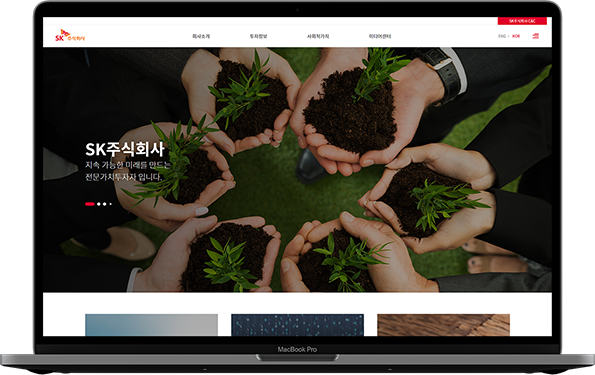 SK 주식회사 C&C
SK 주식회사
회사소개 투자정보 사회적가치 미디어센터
ENG / KOR
SK주식회사
지속 가능한 미래를 만드는
전문가치투자자 입니다.
MacBook Pro